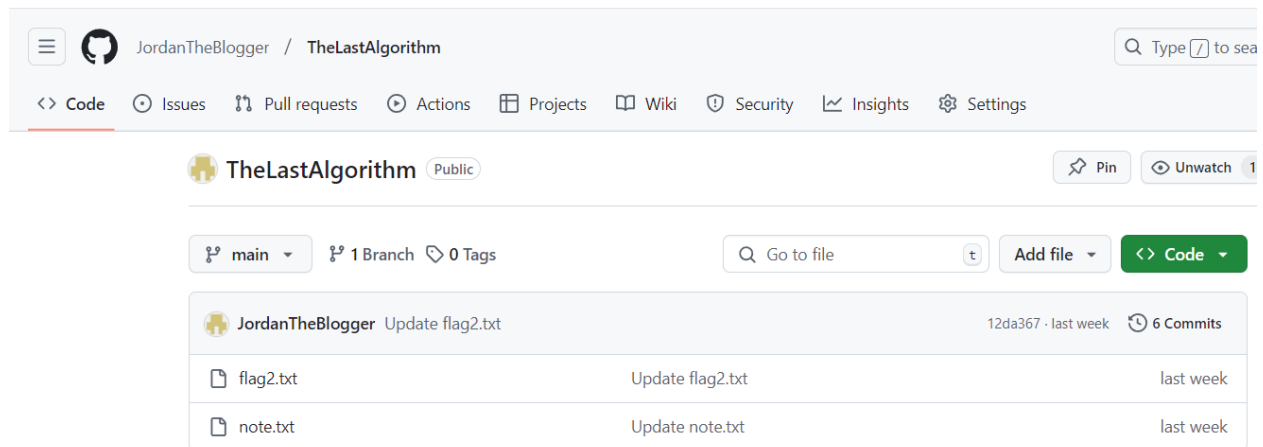 JordanTheBlogger / TheLastAlgorithm Type / to sea
Code Issues Pull requests Actions Projects Wiki Security Insights Settings
TheLastAlgorithm Public Pin Unwatch 1
main 1 Branch 0 Tags Go to file t Add file Code
JordanTheBlogger Update flag2.txt 12da367 · last week 6 Commits
flag2.txt Update flag2.txt last week
note.txt Update note.txt last week